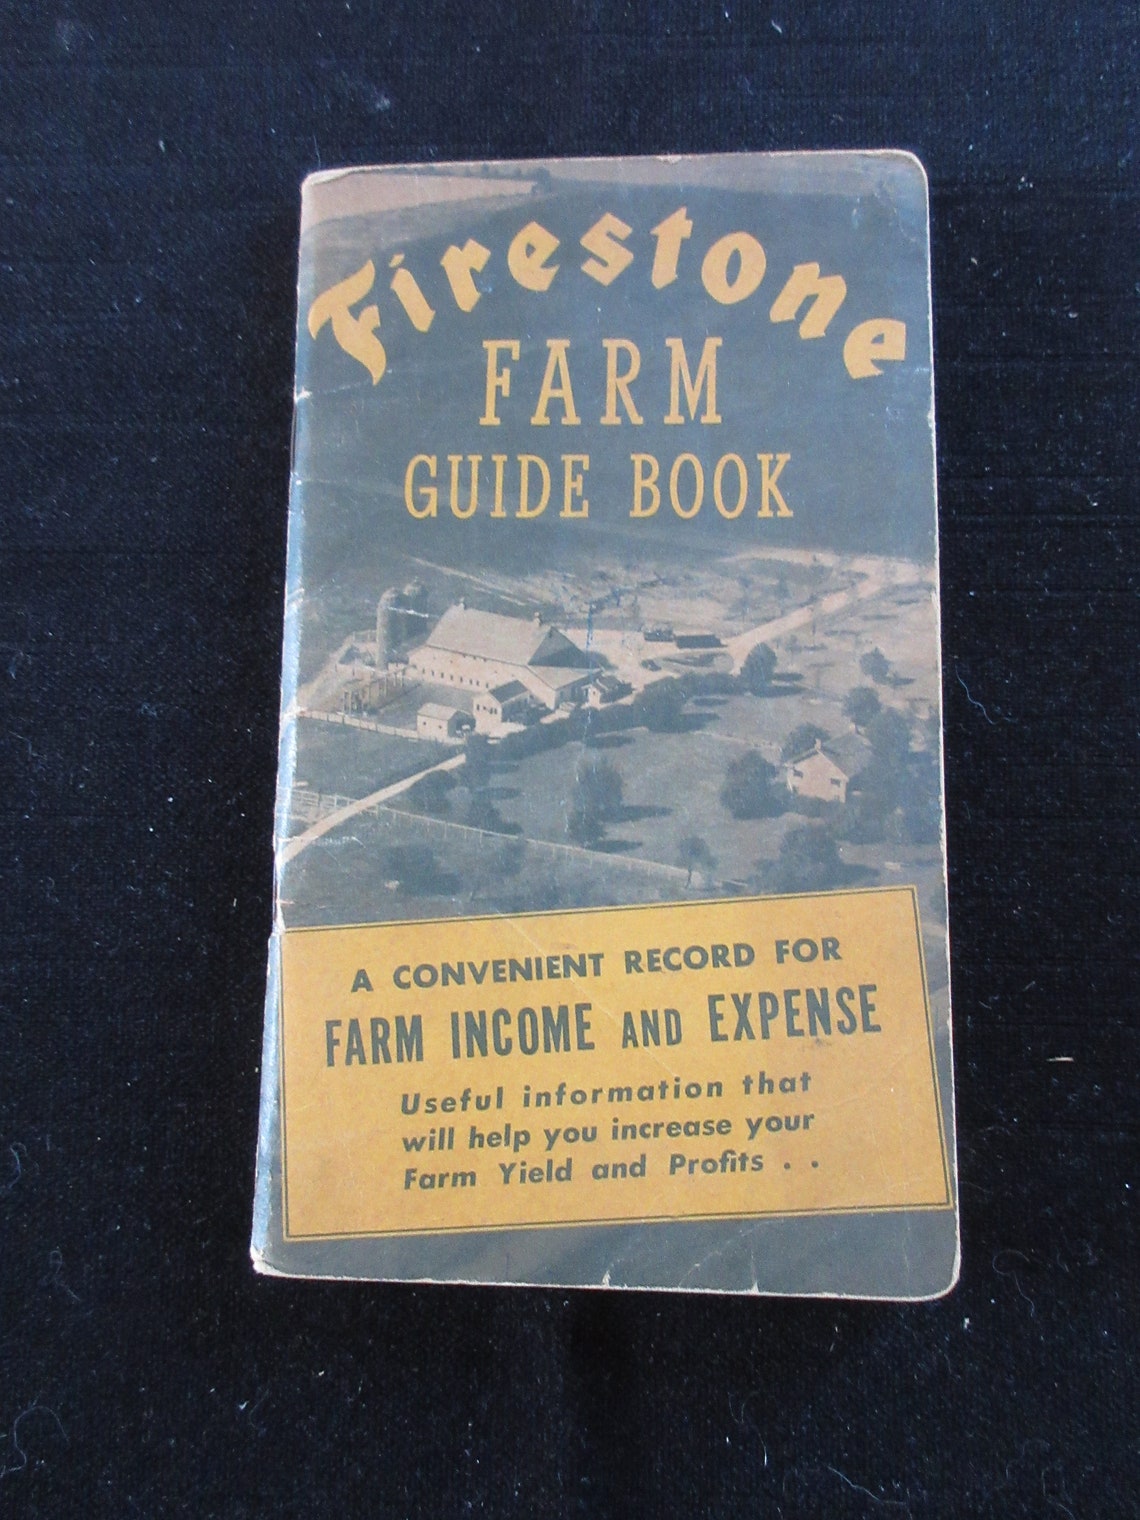 Firestone
FARM
GUIDE BOOK
A CONVENIENT RECORD FOR
FARM INCOME AND EXPENSE
Useful information that
will help you increase your
Farm Yield and Profits . .